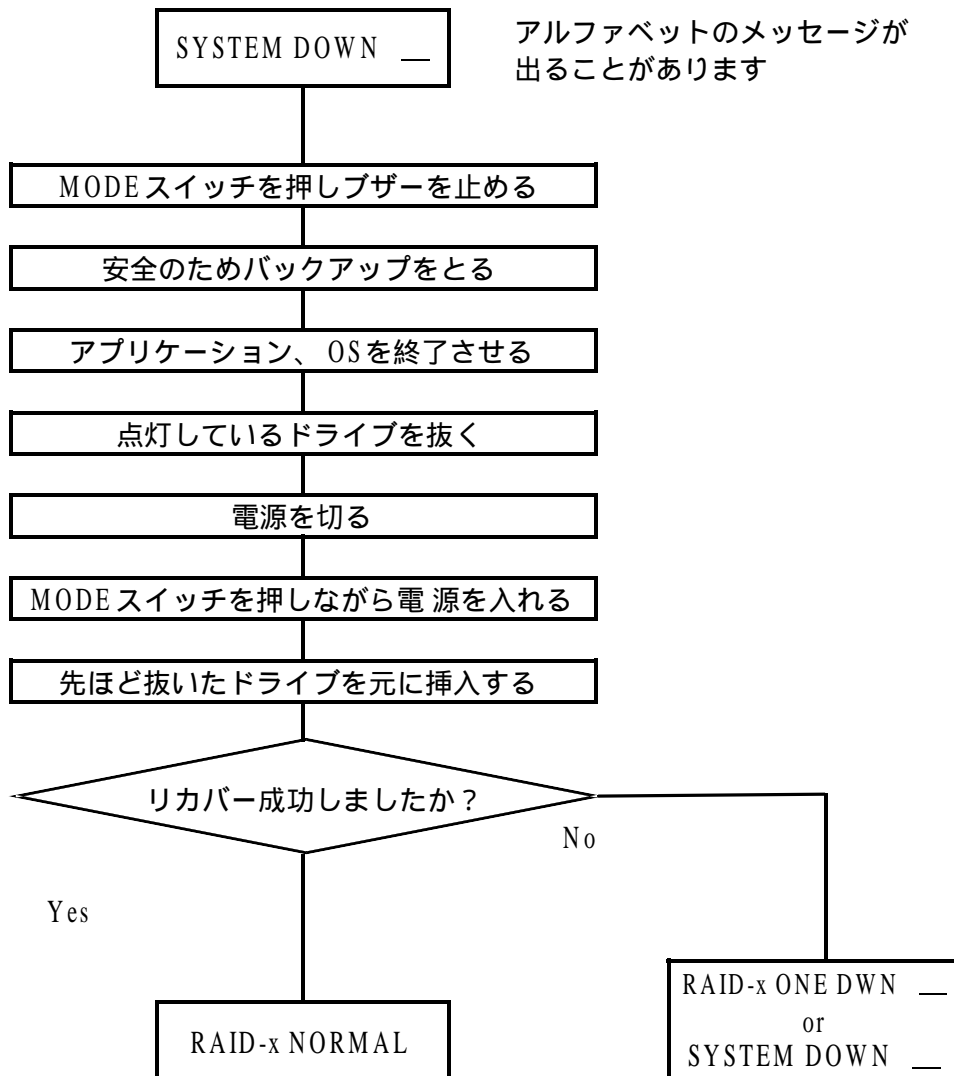 SYSTEM DOWN __
アルファベットのメッセージが
出ることがあります
MODEスイッチを押しブザーを止める
安全のためバックアップをとる
アプリケーション、OSを終了させる
点灯しているドライブを抜く
電源を切る
MODEスイッチを押しながら電 源を入れる
先ほど抜いたドライブを元に挿入する
リカバー成功しましたか?
No
Yes
RAID-x ONE DWN __
or
SYSTEM DOWN __
RAID-x NORMAL